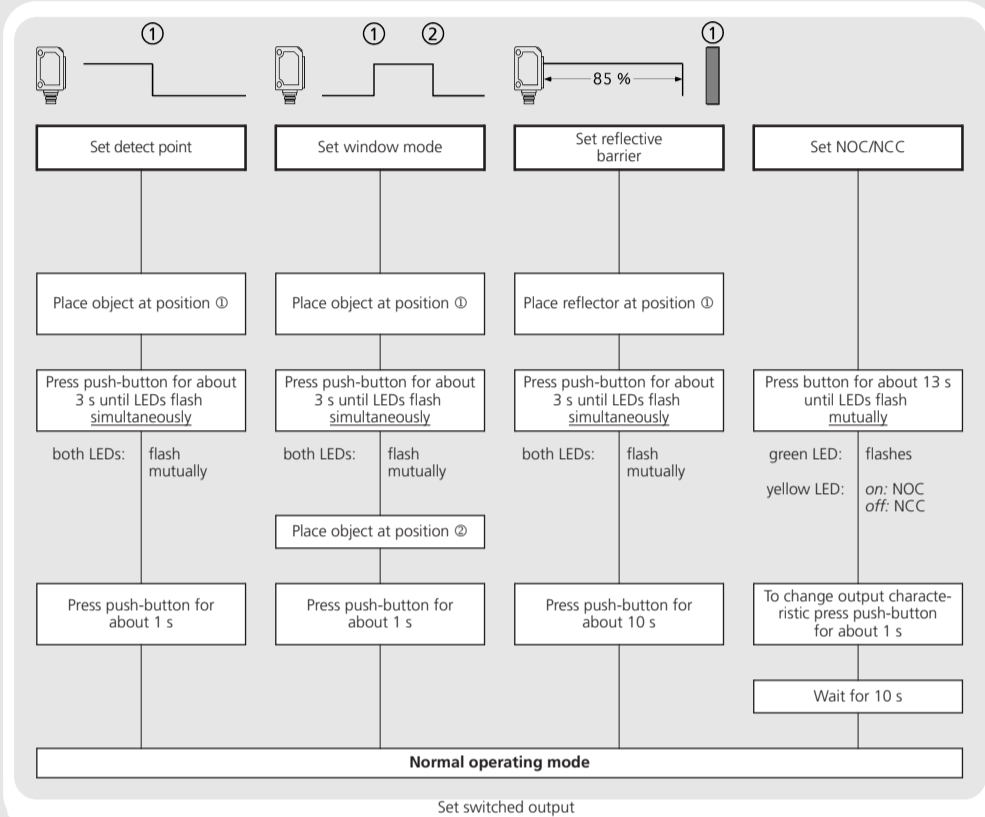 ①
① ②
①
85 %
Set detect point
Set window mode
Set reflective
barrier
Set NOC/NCC
Place object at position ①
Place object at position ①
Place reflector at position ①
Press push-button for about
3 s until LEDs flash
simultaneously
Press push-button for about
3 s until LEDs flash
simultaneously
Press push-button for about
3 s until LEDs flash
simultaneously
Press button for about 13 s
until LEDs flash
mutually
both LEDs: flash
mutually
both LEDs: flash
mutually
both LEDs: flash
mutually
green LED: flashes
yellow LED: on: NOC
off: NCC
Place object at position ②
Press push-button for
about 1 s
Press push-button for
about 1 s
Press push-button for
about 10 s
To change output characte-
ristic press push-button
for about 1 s
Wait for 10 s
Normal operating mode
Set switched output